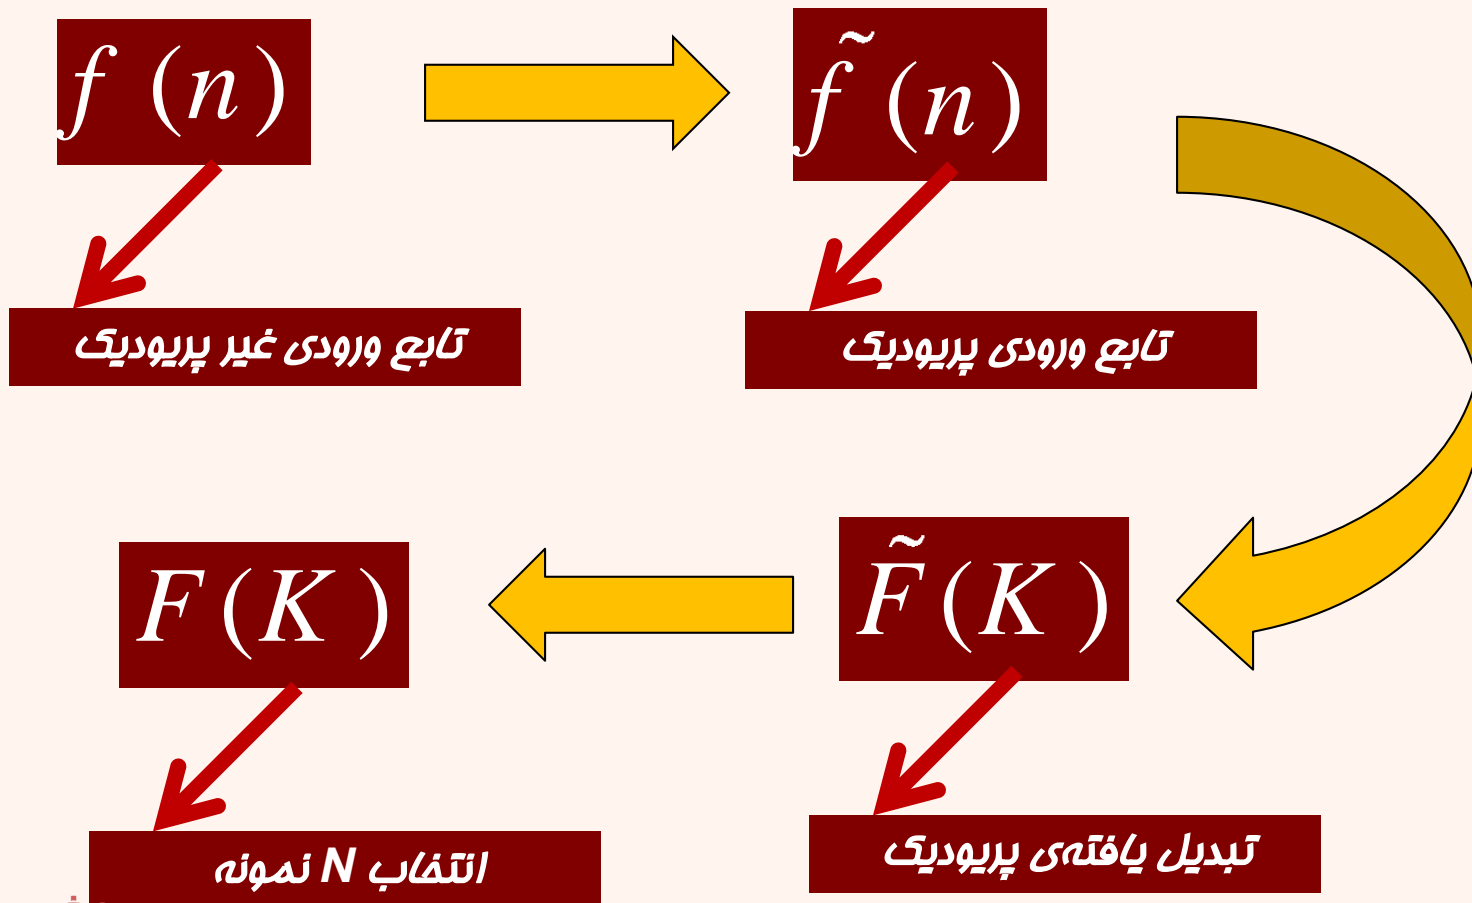 f (n)
f̃ (n)
تابع ورودی غیر پریودیک
تابع ورودی پریودیک
F̃(K)
F(K)
تبدیل یافته‌ی پریودیک
انتخاب N نمونه